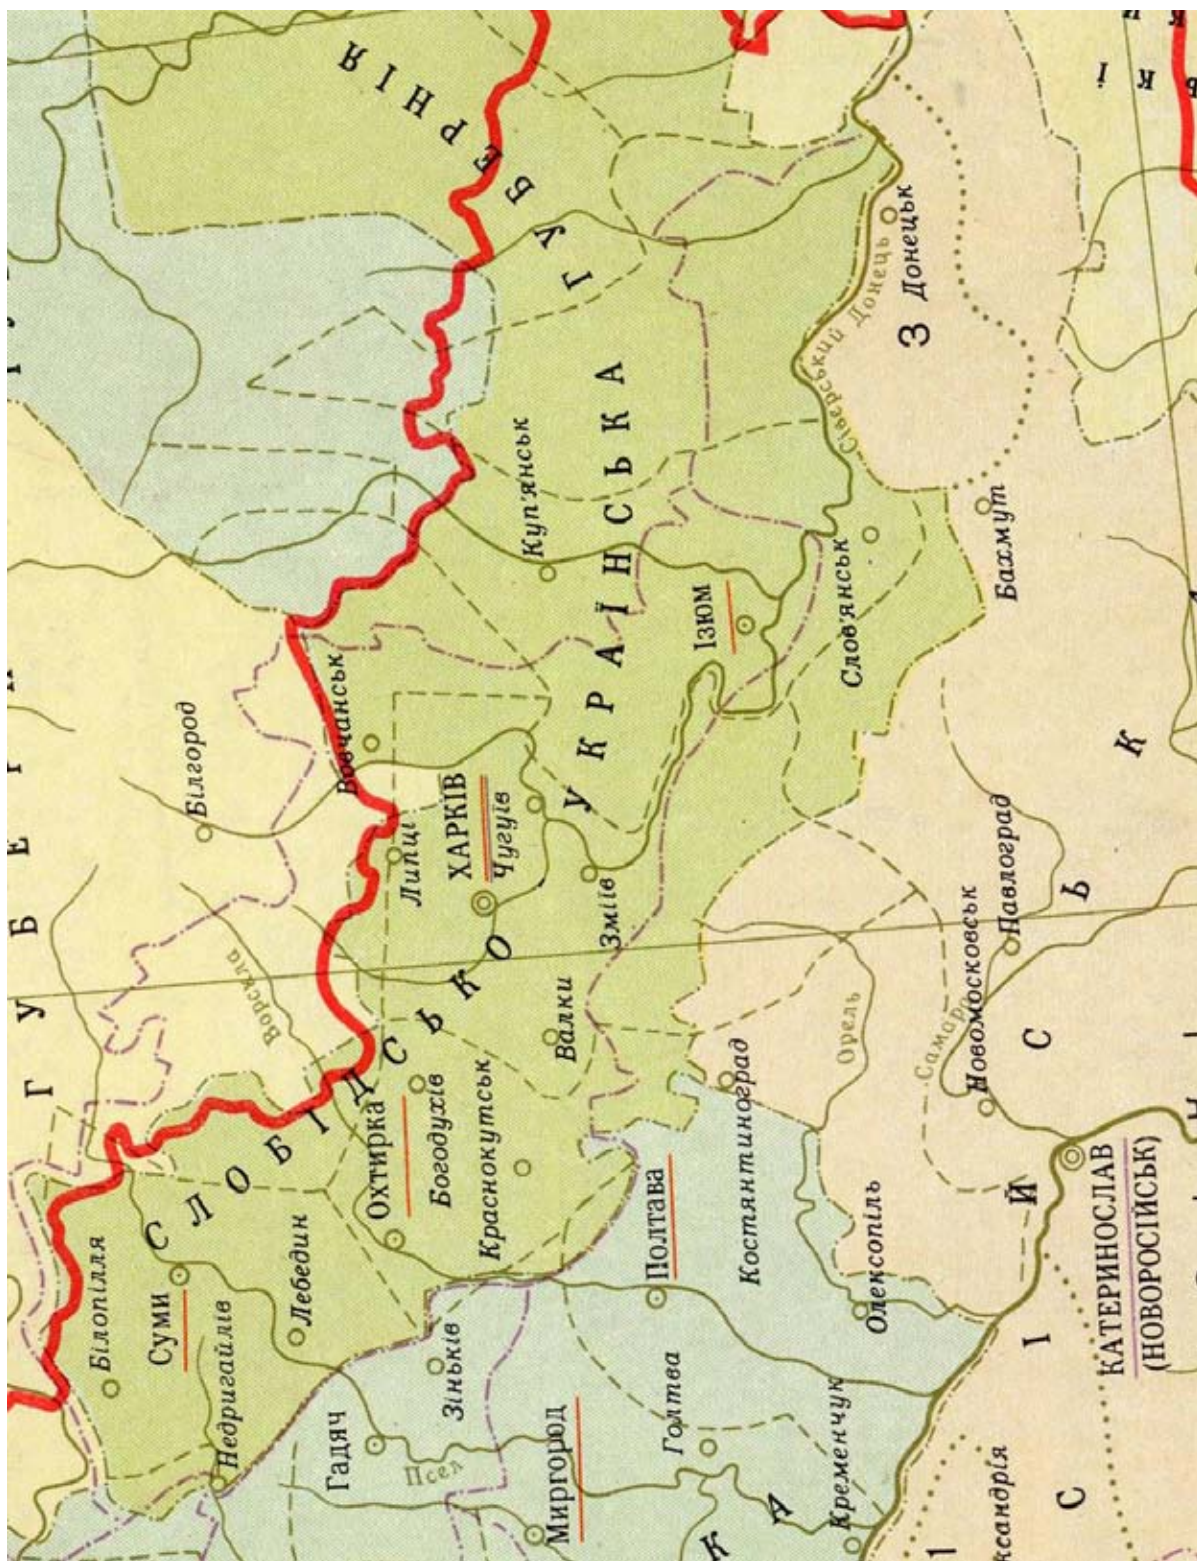 ГУБЕР
СЛОБІДСЬКО
УКРАЇНСЬКА
ГУБЕРНІЯ
Білопілля
Суми
Недригайлів
Лебедин
Гадяч
Зіньків
Псел
Миргород
Голтва
Кременчук
Охтирка
Богодухів
Краснокутськ
Полтава
Костянтиноград
Олексопіль
Валки
Ворскла
Білгород
Вовчанськ
Липці
ХАРКІВ
Чугуїв
Зміїв
Куп'янськ
Ізюм
Слов'янськ
Бахмут
Сіверський Донець
Донецьк
З
Орель
Самара
Новомосковськ
Павлоград
КАТЕРИНОСЛАВ
(НОВОРОСІЙСЬК)
ксандрія
С
І
Й
С
Ь
К
К
А